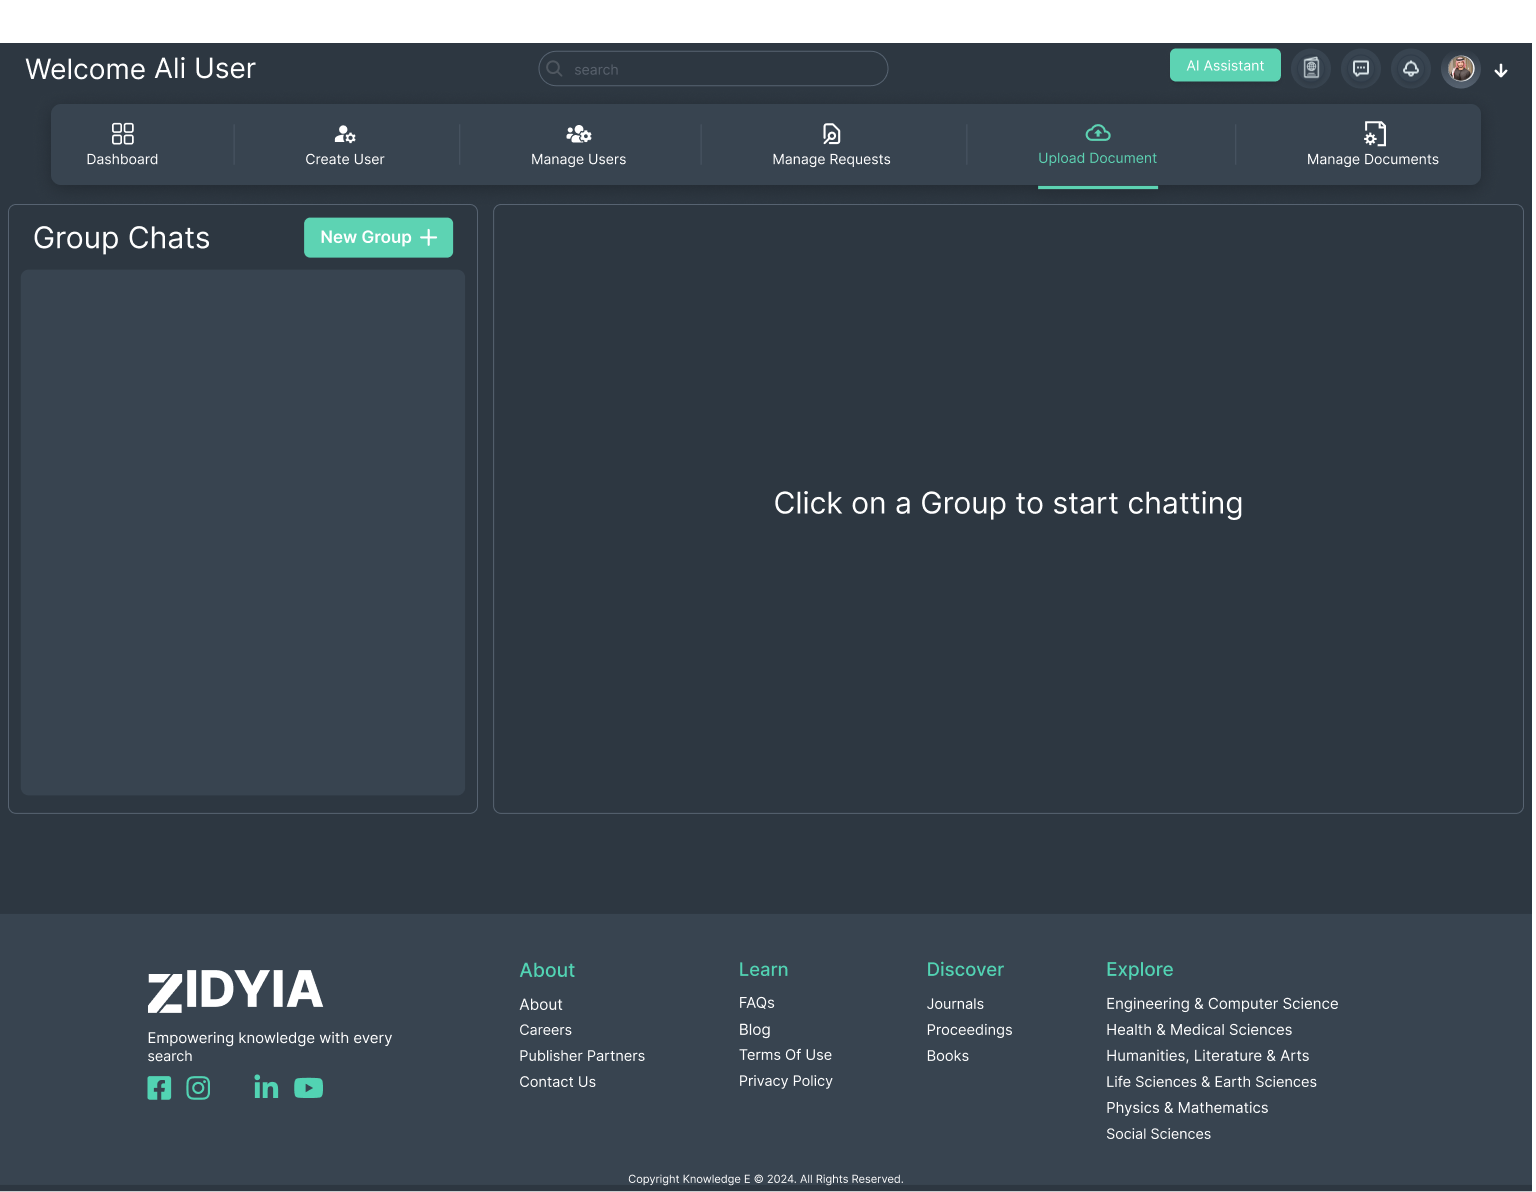 Welcome Ali User
search
AI Assistant
Dashboard
Create User
Manage Users
Manage Requests
Upload Document
Manage Documents
Group Chats
New Group
Click on a Group to start chatting
ZIDYIA
Empowering knowledge with every
search
About
About
Careers
Publisher Partners
Contact Us
Learn
FAQs
Blog
Terms Of Use
Privacy Policy
Discover
Journals
Proceedings
Books
Explore
Engineering & Computer Science
Health & Medical Sciences
Humanities, Literature & Arts
Life Sciences & Earth Sciences
Physics & Mathematics
Social Sciences
Copyright Knowledge E © 2024. All Rights Reserved.